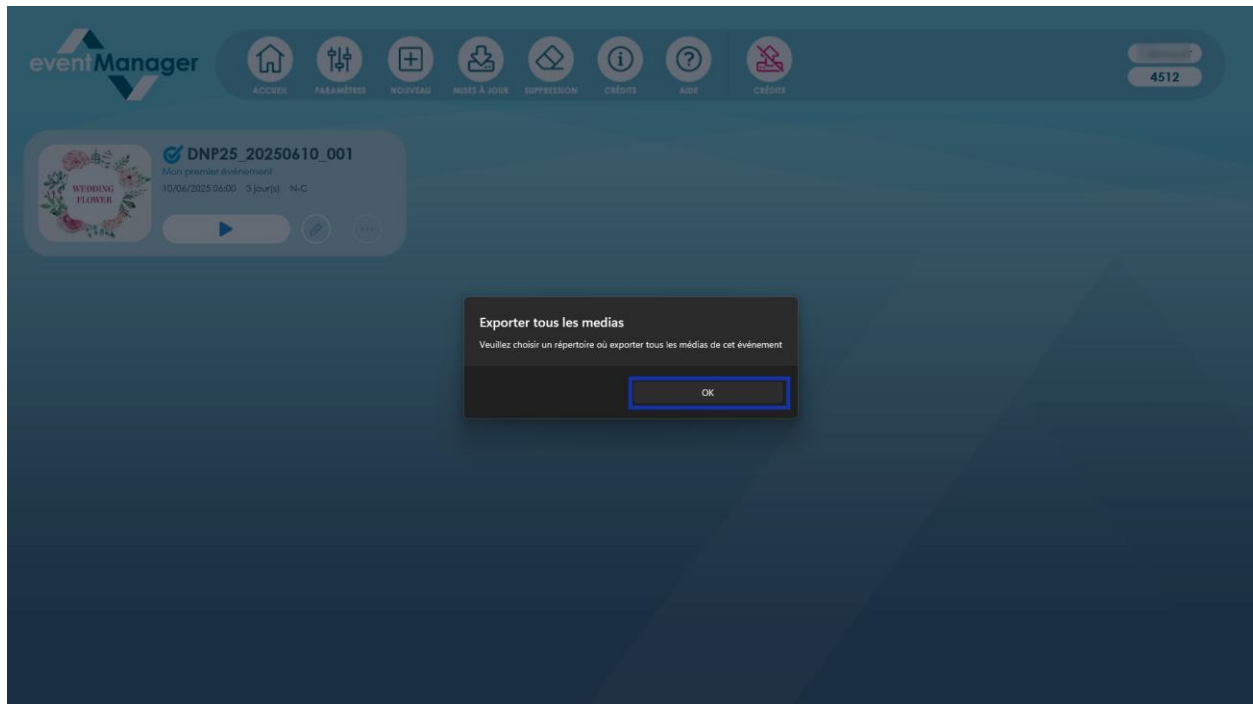 eventManager
ACCUEIL
PARAMÈTRES
NOUVEAU
MISES À JOUR
SUPPRESSION
CRÉDITS
AIDE
CRÉDITS
4512
WEDDING
FLOWER
DNP25_20250610_001
Mon premier événement
10/06/2025 06:00 3 jour(s) N-C
Exporter tous les medias
Veuillez choisir un répertoire où exporter tous les médias de cet événement
OK